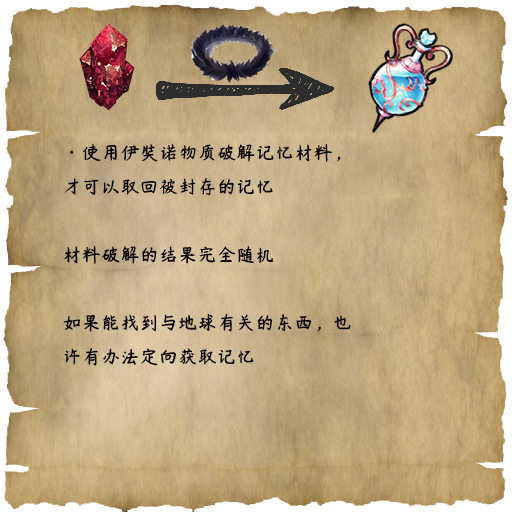 ·使用伊奘诺物质破解记忆材料，
才可以取回被封存的记忆
材料破解的结果完全随机
如果能找到与地球有关的东西，也
许有办法定向获取记忆